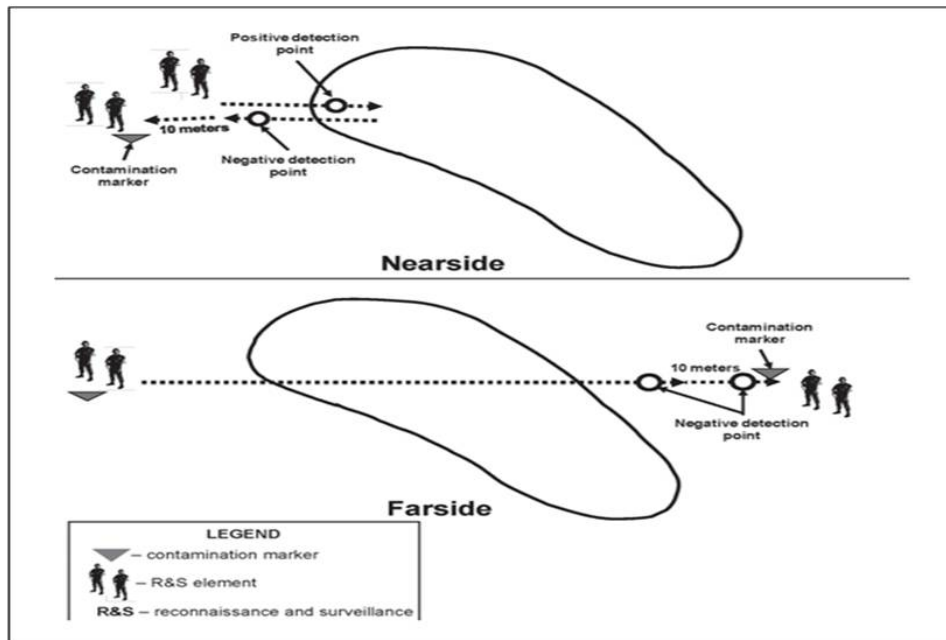 Positive detection
point
10 meters
Negative detection
point
Contamination
marker
Nearside
Contamination
marker
10 meters
Negative detection
point
Farside
LEGEND
– contamination marker
– R&S element
R&S – reconnaissance and surveillance